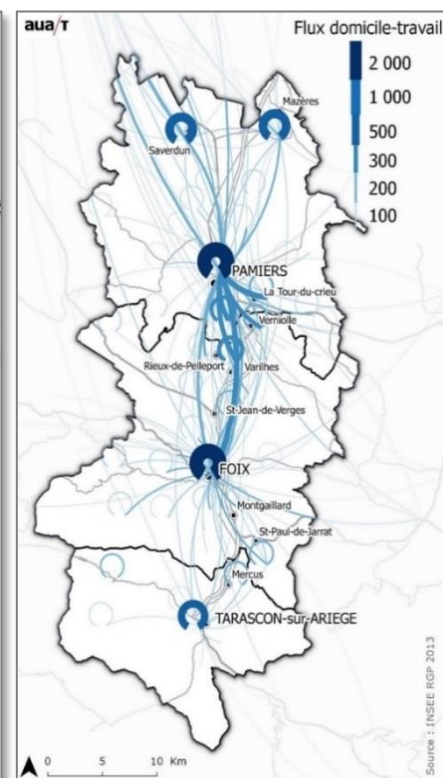 aua/T
Flux domicile-travail
2 000
1 000
500
300
200
100
Mazères
Saverdun
PAMIERS
La Tour-du-crieu
Verniolle
Rieux-de-Pelleport
Varilhes
St-Jean-de-Verges
FOIX
Montgaillard
St-Paul-de-Jarrat
Mercus
TARASCON-sur-ARIEGE
Source : INSEE RGP 2013
0 5 10 Km